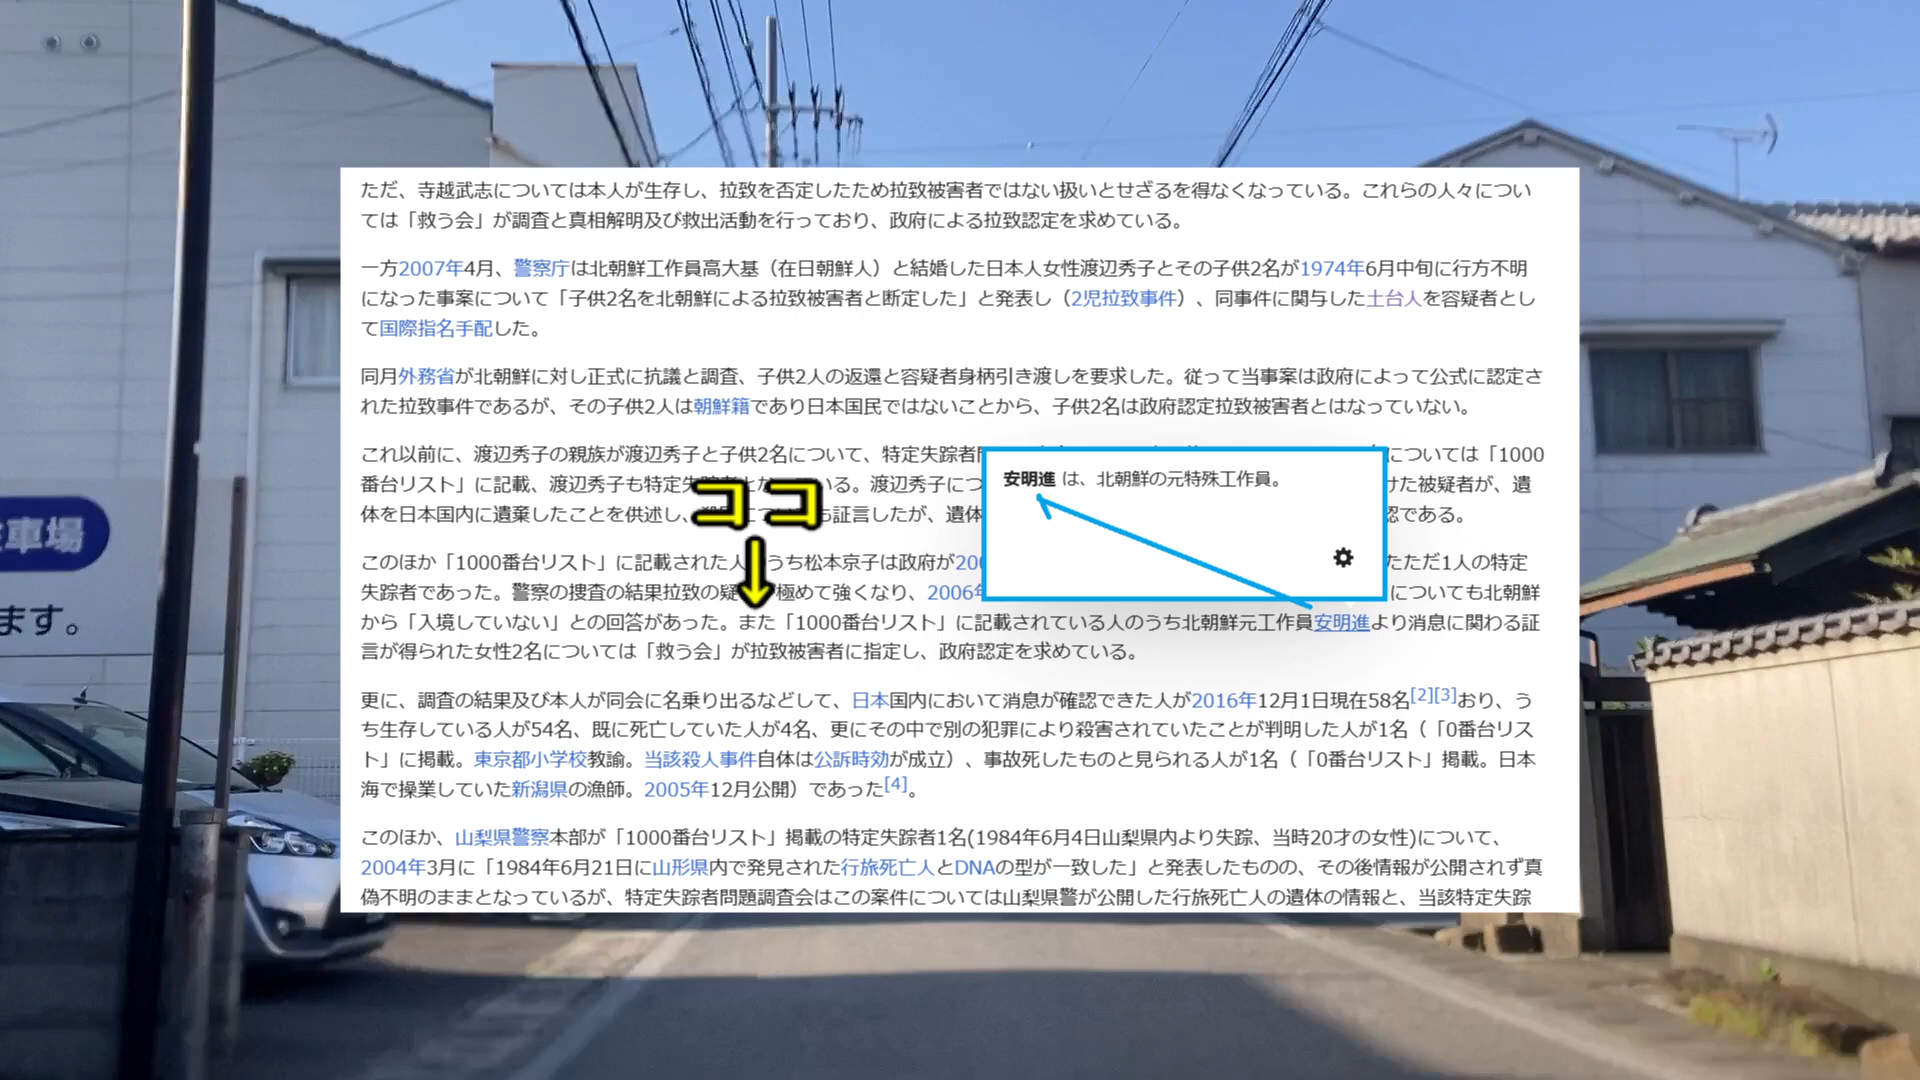 ただ、寺越武志については本人が生存し、拉致を否定したため拉致被害者ではない扱いとせざるを得なくなっている。これらの人々につい
ては「救う会」が調査と真相解明及び救出活動を行っており、政府による拉致認定を求めている。
一方2007年4月、警察庁は北朝鮮工作員高大基（在日朝鮮人）と結婚した日本人女性渡辺秀子とその子供2名が1974年6月中旬に行方不明
になった事案について「子供2名を北朝鮮による拉致被害者と断定した」と発表し（2児拉致事件）、同事件に関与した土台人を容疑者とし
て国際指名手配した。
同月外務省が北朝鮮に対し正式に抗議と調査、子供2人の返還と容疑者身柄引き渡しを要求した。従って当事案は政府によって公式に認定さ
れた拉致事件であるが、その子供2人は朝鮮籍であり日本国民ではないことから、子供2名は政府認定拉致被害者とはなっていない。
これ以前に、渡辺秀子の親族が渡辺秀子と子供2名について、特定失踪者
については「1000
番台リスト」に記載、渡辺秀子も特定失
いる。渡辺秀子につ
けた被疑者が、遺
体を日本国内に遺棄したことを供述し、
も証言したが、遺体
である。
安明進 は、北朝鮮の元特殊工作員。
ココ
このほか「1000番台リスト」に記載された人
うち松本京子は政府が20
たただ1人の特定
失踪者であった。警察の捜査の結果拉致の疑
極めて強くなり、2006
についても北朝鮮
から「入境していない」との回答があった。また「1000番台リスト」に記載されている人のうち北朝鮮元工作員安明進より消息に関わる証
言が得られた女性2名については「救う会」が拉致被害者に指定し、政府認定を求めている。
更に、調査の結果及び本人が同会に名乗り出るなどして、日本国内において消息が確認できた人が2016年12月1日現在58名[2][3]おり、う
ち生存している人が54名、既に死亡していた人が4名、更にその中で別の犯罪により殺害されていたことが判明した人が1名（「0番台リス
ト」に掲載。東京都小学校教諭。当該殺人事件自体は公訴時効が成立）、事故死したものと見られる人が1名（「0番台リスト」掲載。日本
海で操業していた新潟県の漁師。2005年12月公開）であった[4]。
このほか、山梨県警察本部が「1000番台リスト」掲載の特定失踪者1名(1984年6月4日山梨県内より失踪、当時20才の女性)について、
2004年3月に「1984年6月21日に山形県内で発見された行旅死亡人とDNAの型が一致した」と発表したものの、その後情報が公開されず真
偽不明のままとなっているが、特定失踪者問題調査会はこの案件については山梨県警が公開した行旅死亡人の遺体の情報と、当該特定失踪
車場
ます。